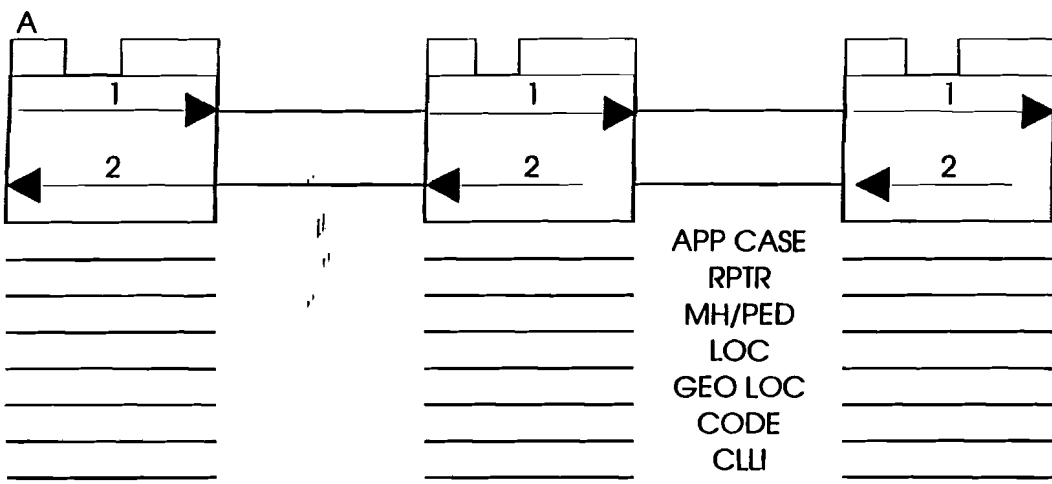 A
1 1 1
2 2 2
APP CASE
RPTR
MH/PED
LOC
GEO LOC
CODE
CLLI